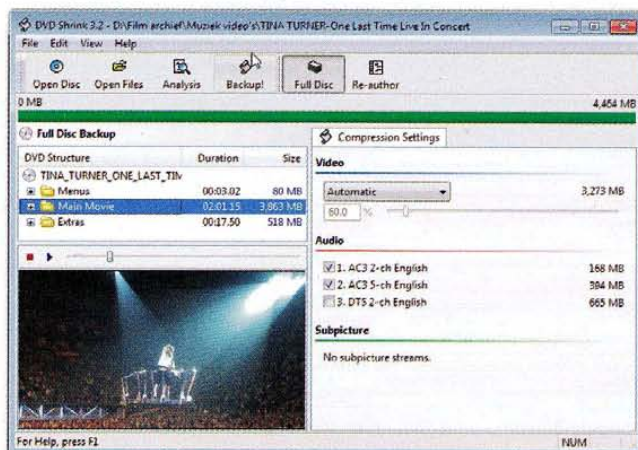 DVD Shrink 3.2 - D:\Film archief\Muziek video's\TINA TURNER-One Last Time Live In Concert
File Edit View Help
Open Disc Open Files Analysis Backup! Full Disc Re-author
0 MB 4,464 MB
Full Disc Backup
DVD Structure Duration Size
TINA_TURNER_ONE_LAST_TIM
Menus 00:03.02 80 MB
Main Movie 02:01.15 3,863 MB
Extras 00:17.50 518 MB
Compression Settings
Video
Automatic 3,273 MB
60.0 %
Audio
1. AC3 2-ch English 168 MB
2. AC3 5-ch English 394 MB
3. DTS 2-ch English 665 MB
Subpicture
No subpicture streams.
For Help, press F1 NUM